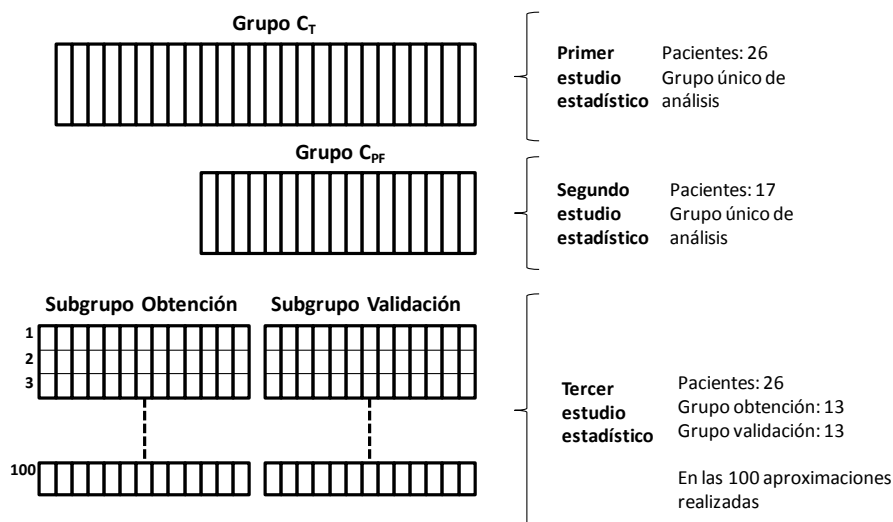 Grupo C_T
Primer estudio estadístico
Pacientes: 26
Grupo único de
análisis
Grupo C_PF
Segundo estudio estadístico
Pacientes: 17
Grupo único de
análisis
Subgrupo Obtención
Subgrupo Validación
1
2
3
100
Tercer estudio estadístico
Pacientes: 26
Grupo obtención: 13
Grupo validación: 13
En las 100 aproximaciones
realizadas